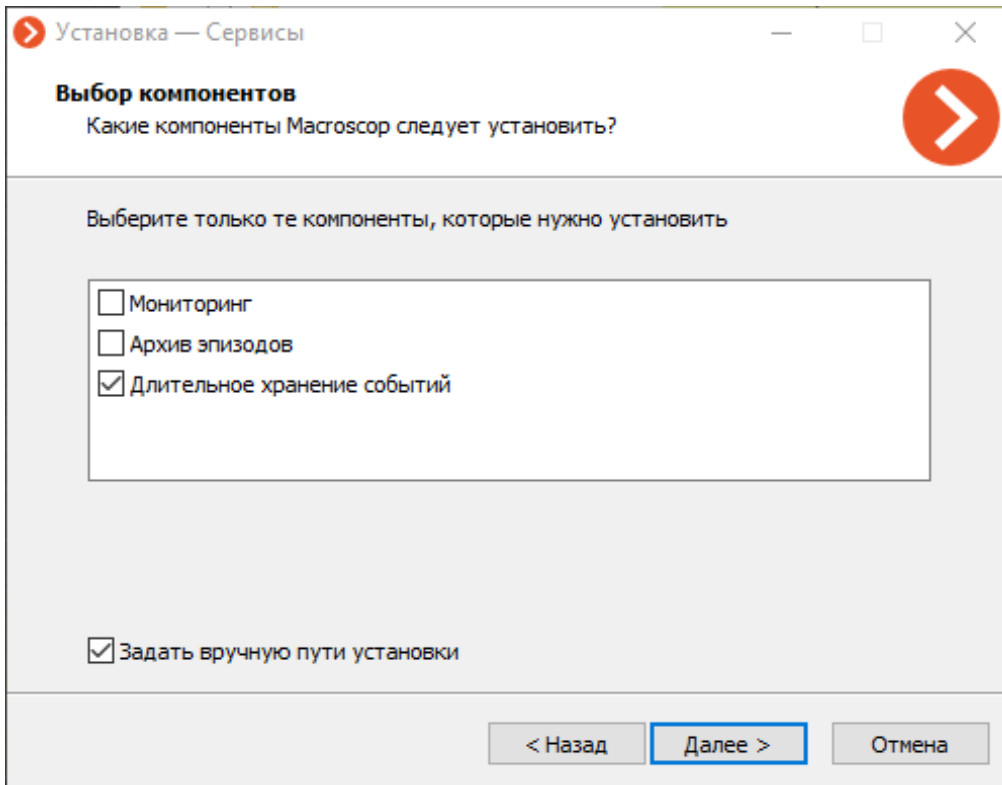 Установка — Сервисы
Выбор компонентов
Какие компоненты Macroscop следует установить?
Выберите только те компоненты, которые нужно установить
Мониторинг
Архив эпизодов
Длительное хранение событий
Задать вручную пути установки
< Назад
Далее >
Отмена